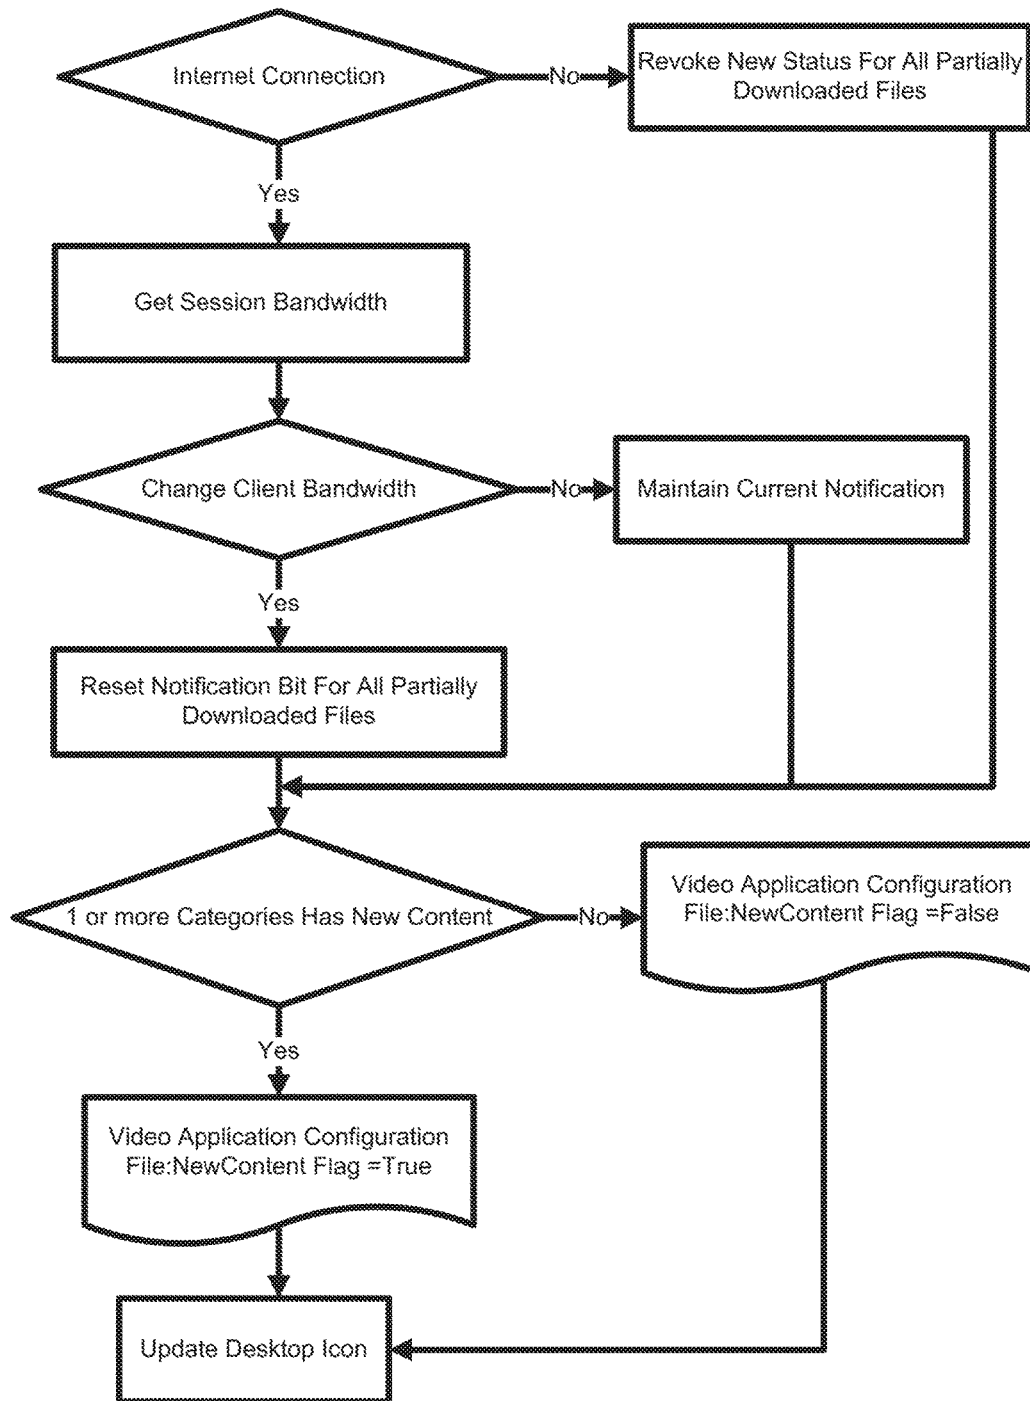 Internet Connection
No
Revoke New Status For All Partially
Downloaded Files
Yes
Get Session Bandwidth
Change Client Bandwidth
No
Maintain Current Notification
Yes
Reset Notification Bit For All Partially
Downloaded Files
1 or more Categories Has New Content
No
Video Application Configuration
File:NewContent Flag =False
Yes
Video Application Configuration
File:NewContent Flag =True
Update Desktop Icon